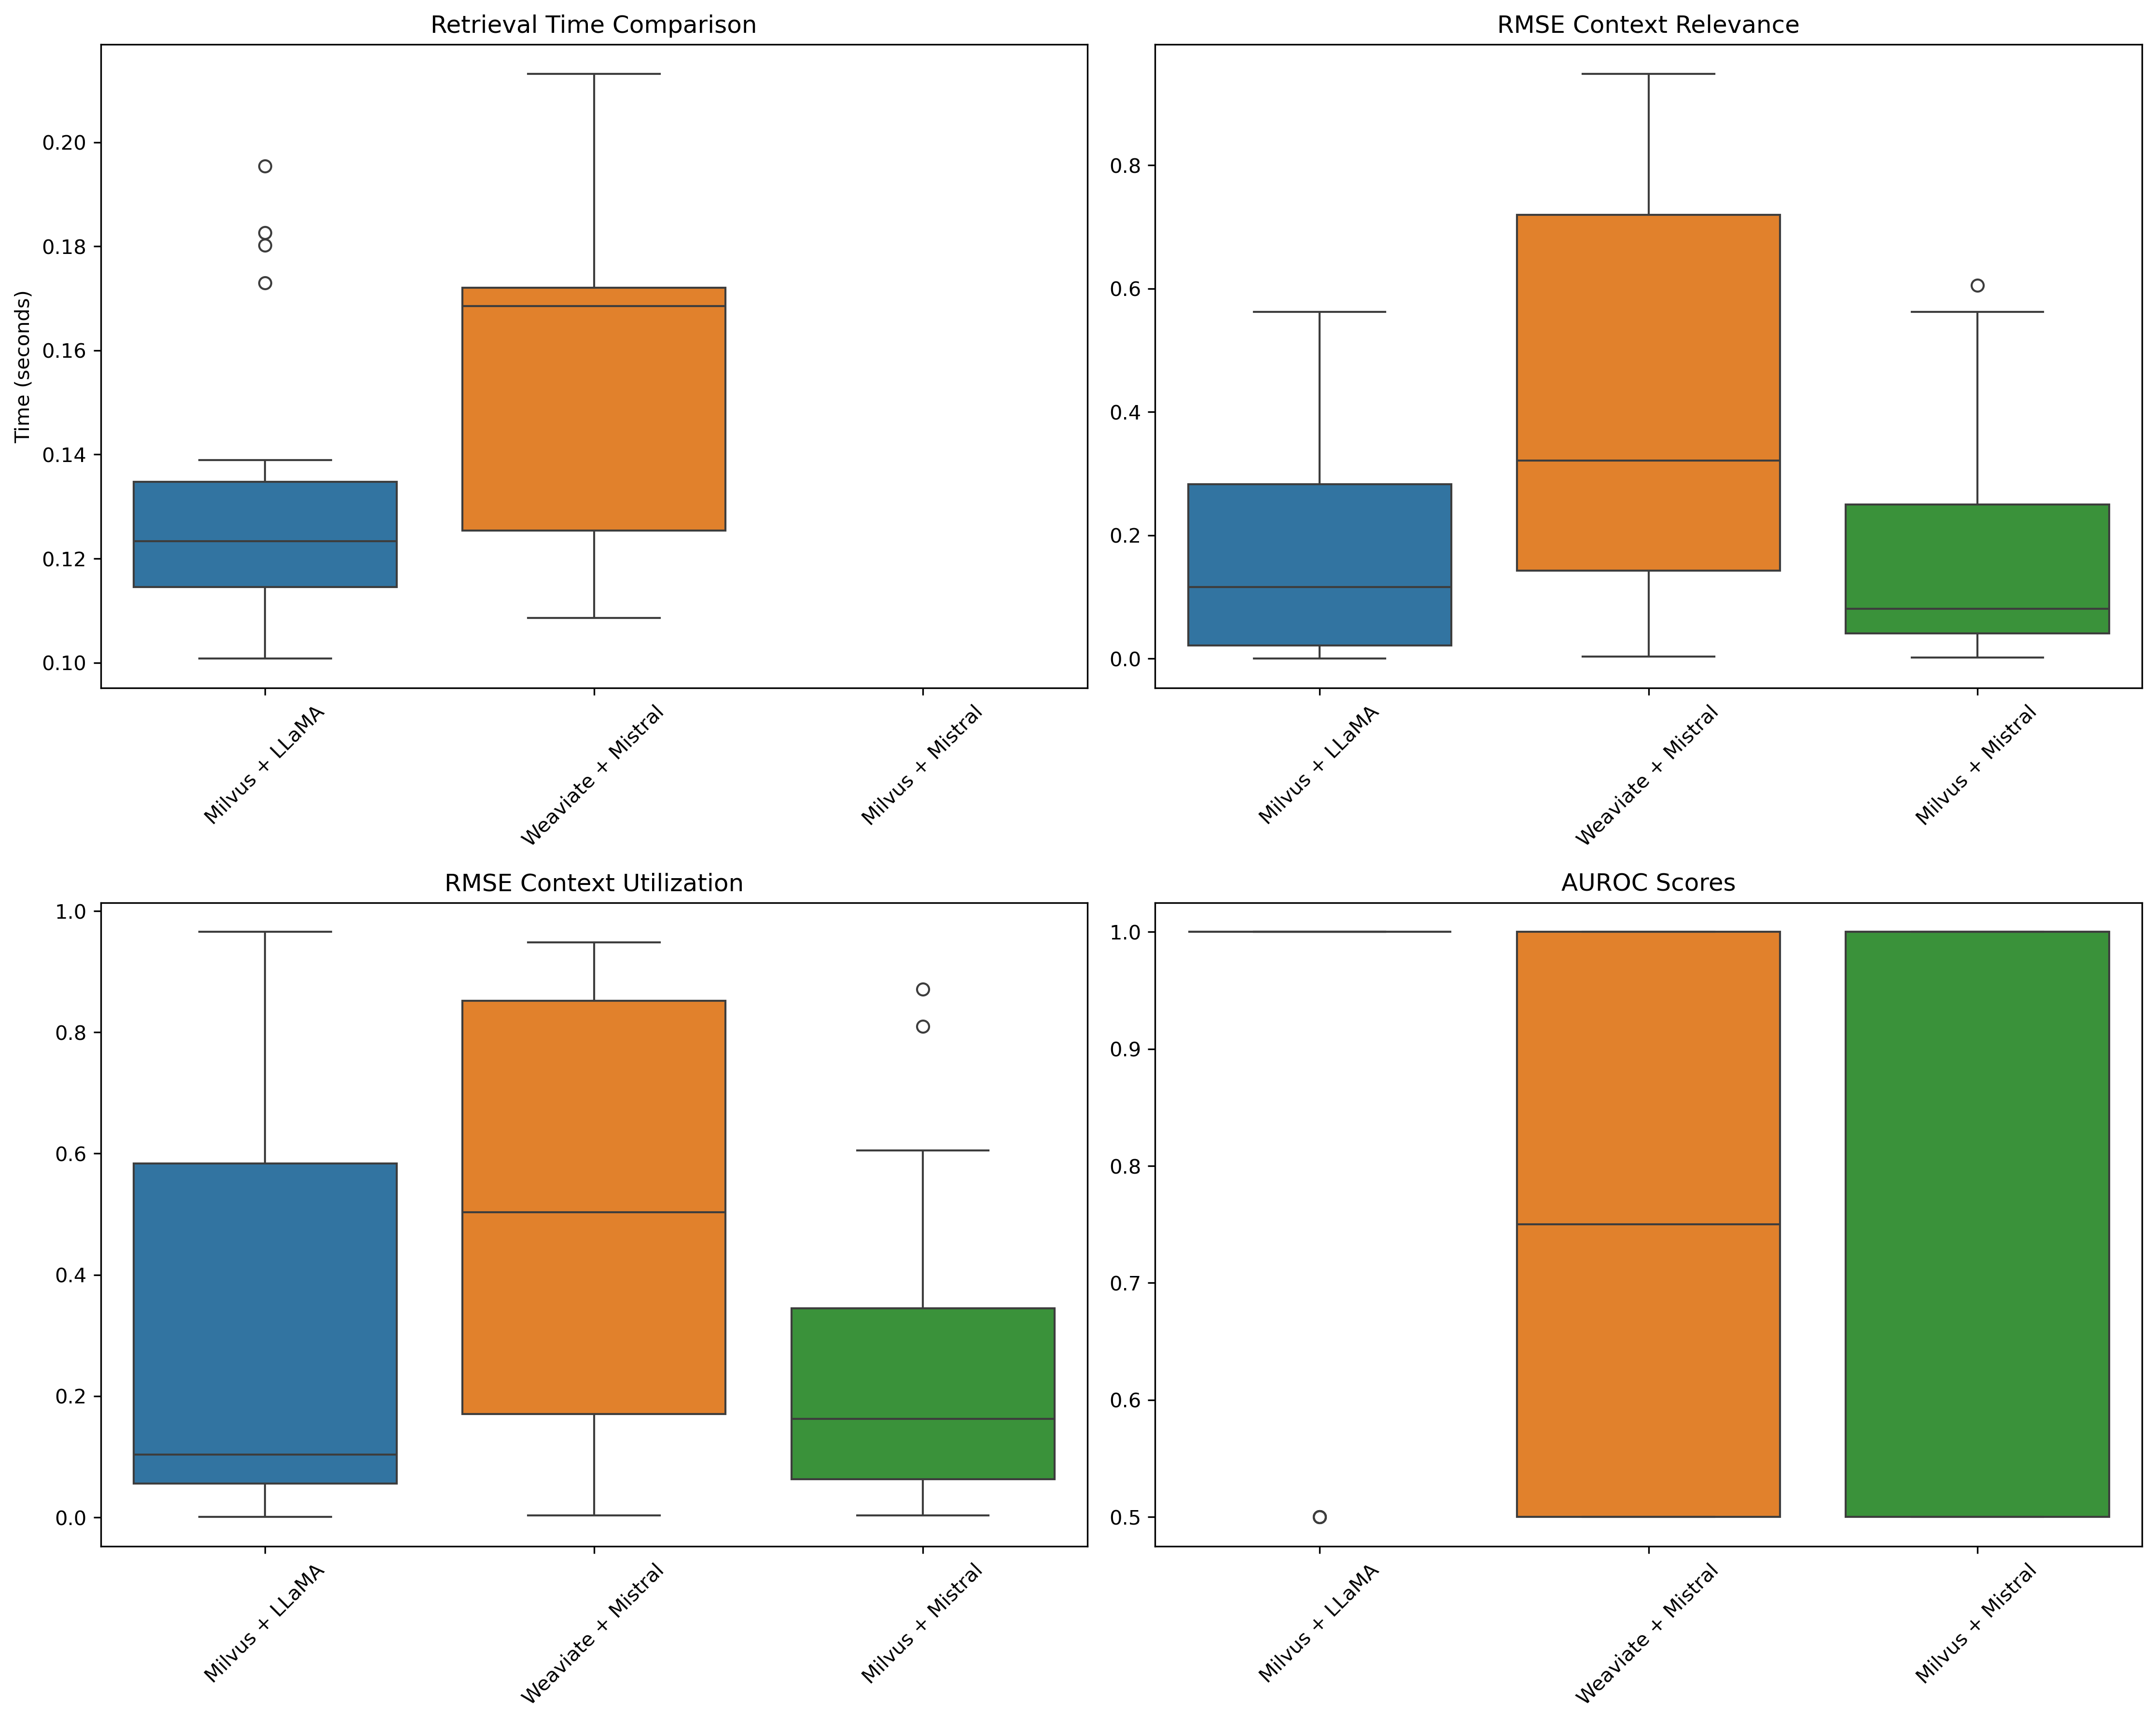 Retrieval Time Comparison
Time (seconds)
0.20
0.18
0.16
0.14
0.12
0.10
Milvus + LLaMA
Weaviate + Mistral
Milvus + Mistral
RMSE Context Relevance
0.8
0.6
0.4
0.2
0.0
Milvus + LLaMA
Weaviate + Mistral
Milvus + Mistral
RMSE Context Utilization
1.0
0.8
0.6
0.4
0.2
0.0
Milvus + LLaMA
Weaviate + Mistral
Milvus + Mistral
AUROC Scores
1.0
0.9
0.8
0.7
0.6
0.5
Milvus + LLaMA
Weaviate + Mistral
Milvus + Mistral